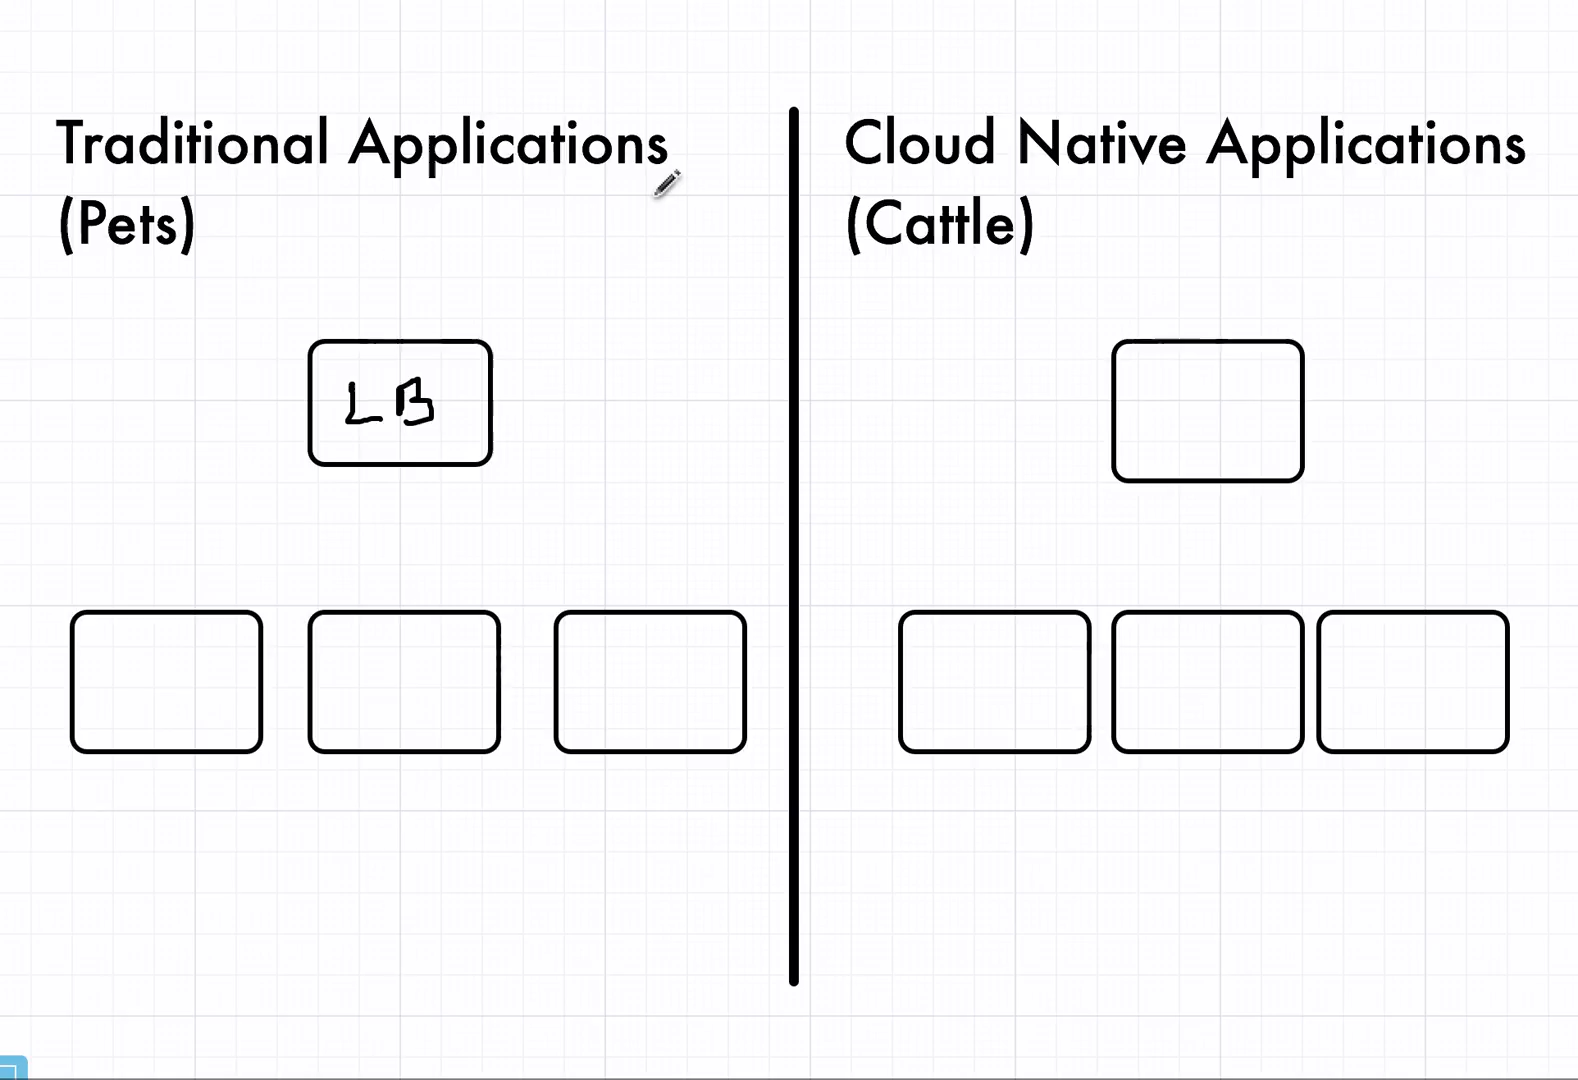 Traditional Applications
(Pets)
Cloud Native Applications
(Cattle)
LB